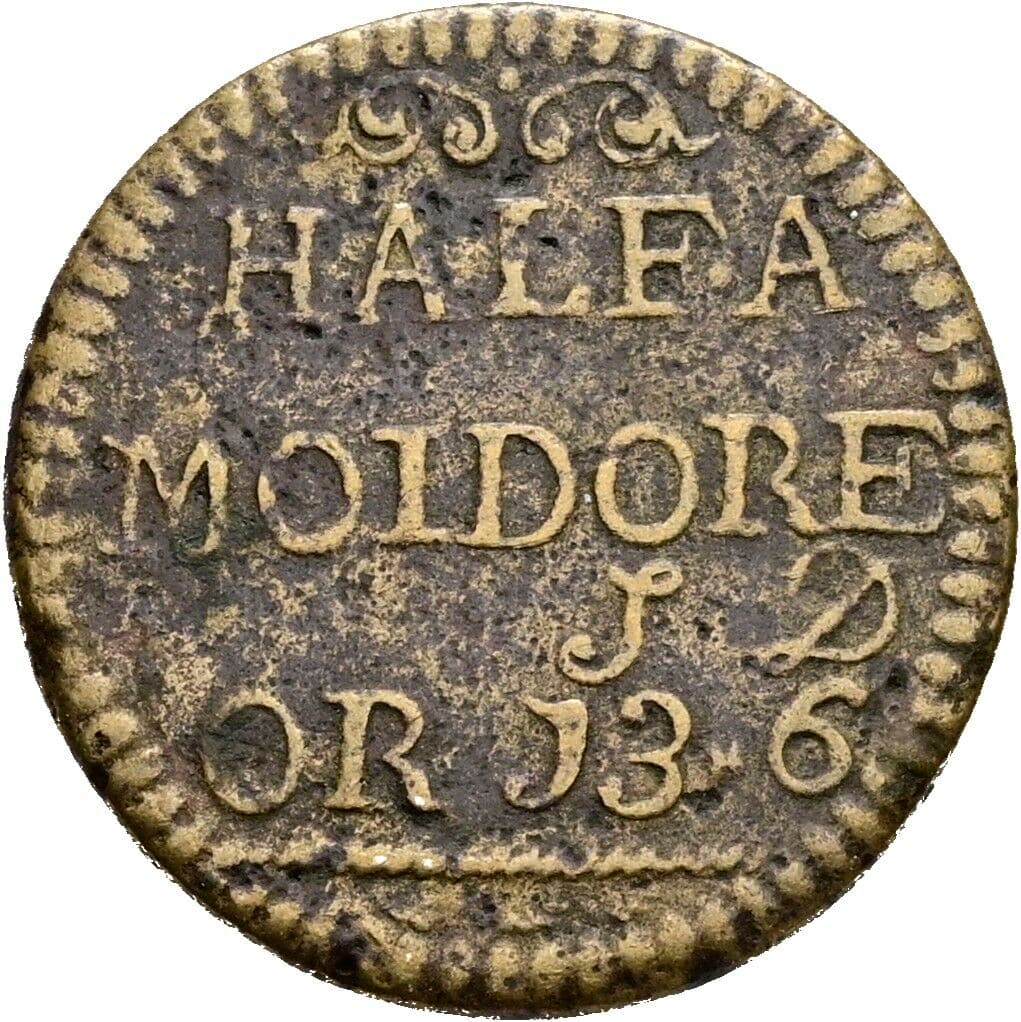 HALF·A
MOIDORE
S D
OR 13·6